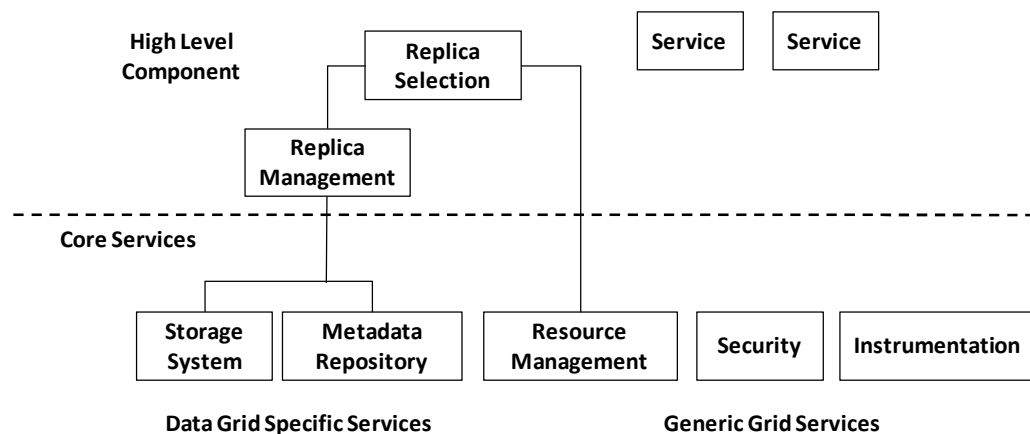 High Level
Component
Replica
Selection
Service
Service
Replica
Management
Core Services
Storage
System
Metadata
Repository
Resource
Management
Security
Instrumentation
Data Grid Specific Services
Generic Grid Services